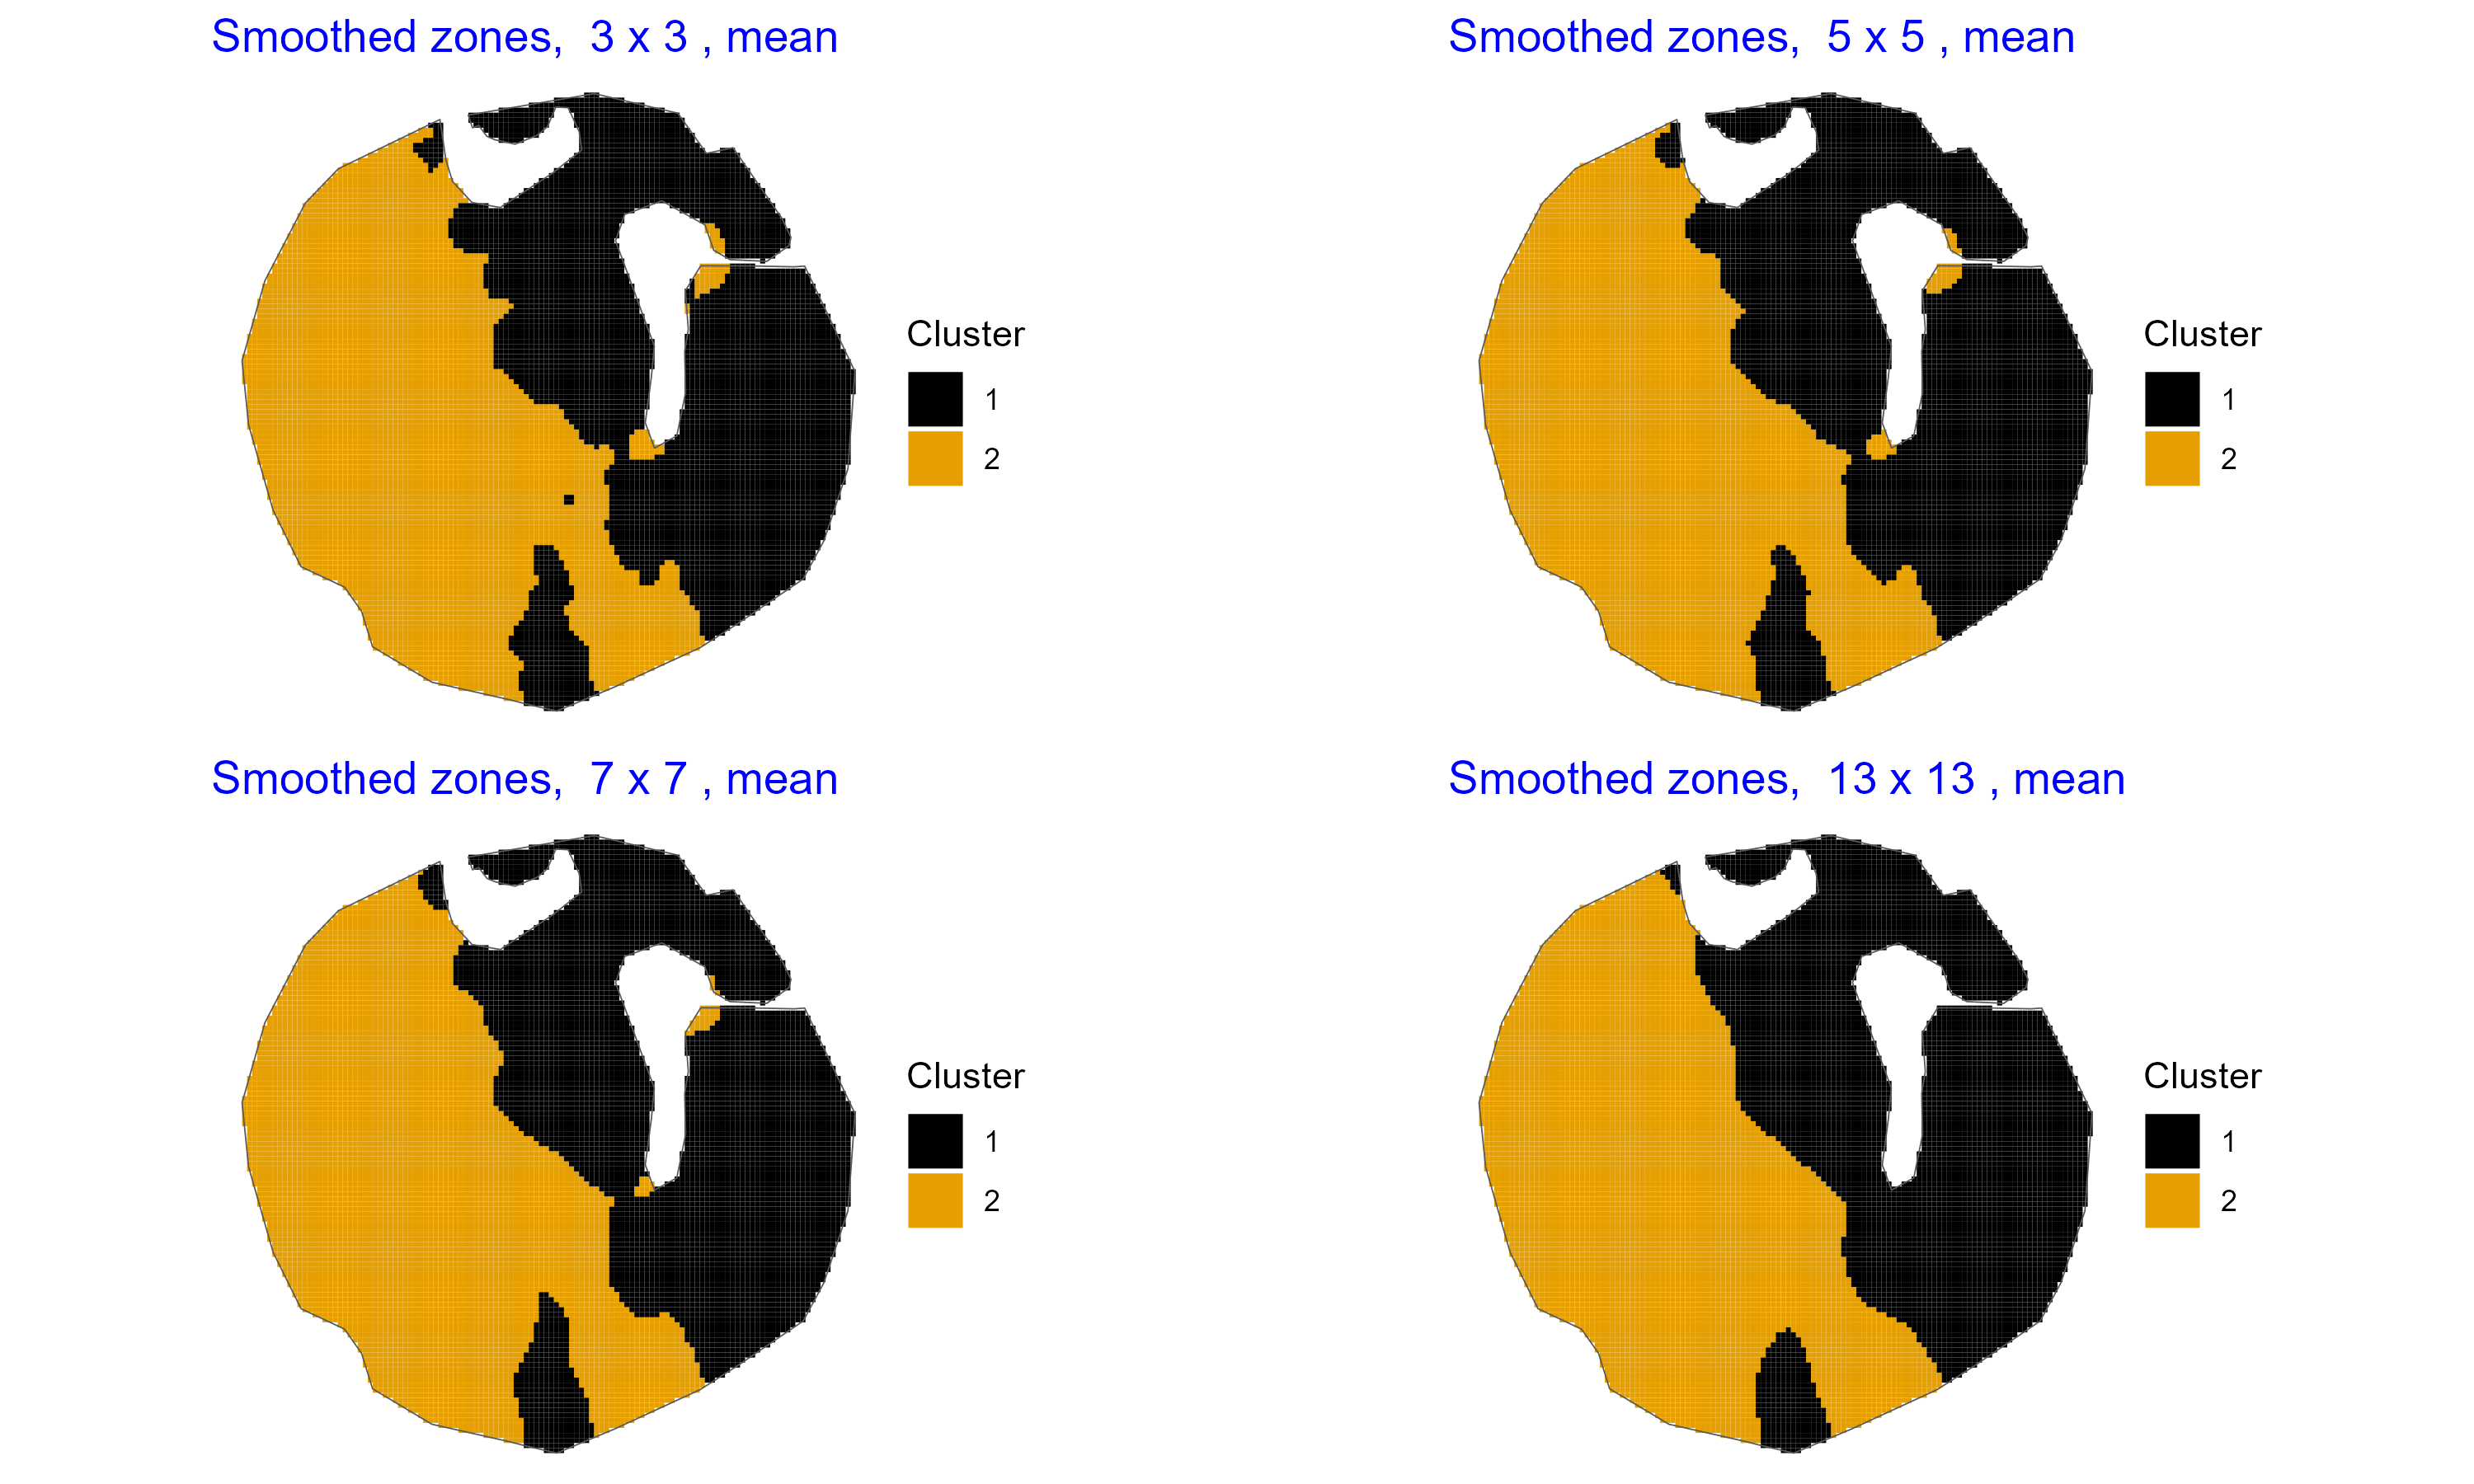 Smoothed zones,  3 x 3 , mean
Cluster
1
2
Smoothed zones,  5 x 5 , mean
Cluster
1
2
Smoothed zones,  7 x 7 , mean
Cluster
1
2
Smoothed zones,  13 x 13 , mean
Cluster
1
2